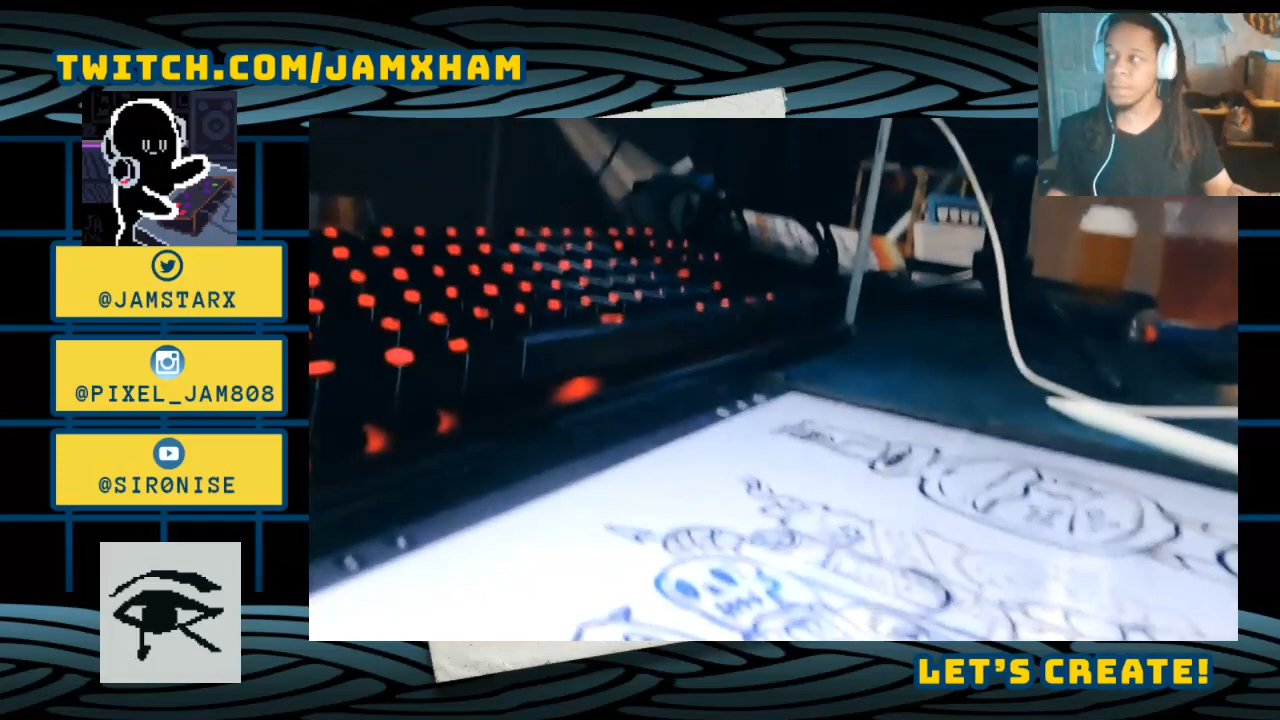 TWITCH.COM/JAMXHAM
@JAMSTARX
@PIXEL_JAM808
@SIR0NISE
LET'S CREATE!